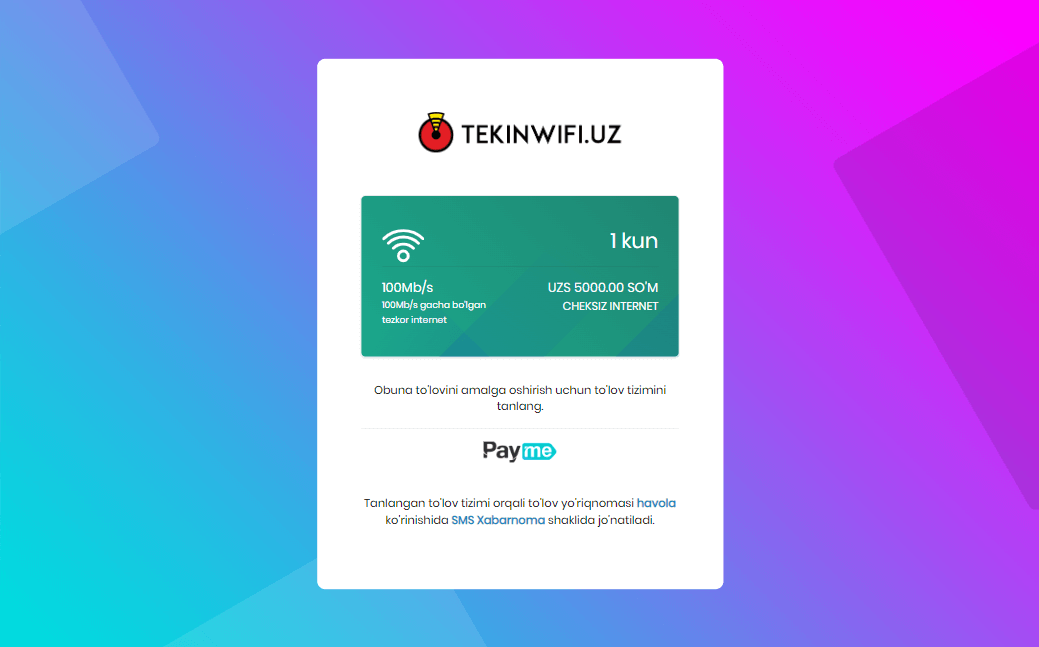 TEKINWIFI.UZ
1 kun
100Mb/s
UZS 5000.00 SO'M
100Mb/s gacha bo'lgan
CHEKSIZ INTERNET
tezkor internet
Obuna to'lovini amalga oshirish uchun to'lov tizimini
tanlang.
Payme
Tanlangan to'lov tizimi orqali to'lov yo'riqnomasi havola
ko'rinishida SMS Xabarnoma shaklida jo'natiladi.